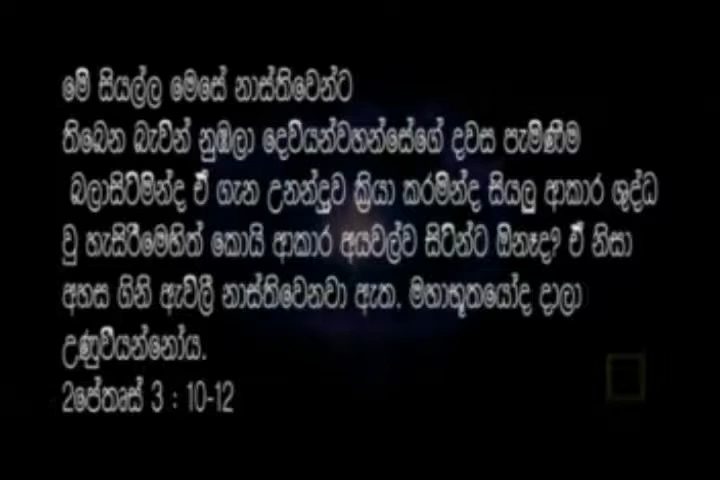 මේ සියල්ල මෙසේ නාස්තිවෙන්ට
තිබෙන බැවින් නුඹලා දෙවියන්වහන්සේගේ දවස පැමිණීම
බලාසිටිමින්ද ඒ ගැන උනන්දුව ක්‍රියා කරමින්ද සියලු ආකාර ශුද්ධ
වු හැසිරීමෙහිත් කොයි ආකාර අයවල්ව සිටින්ට ඕනෑද? ඒ නිසා
අහස ගිනි ඇවිලී නාස්තිවෙනවා ඇත. මහාභූතයෝද දාලා
උණුවීයන්නෝය.
2පේතෘස් 3 : 10-12